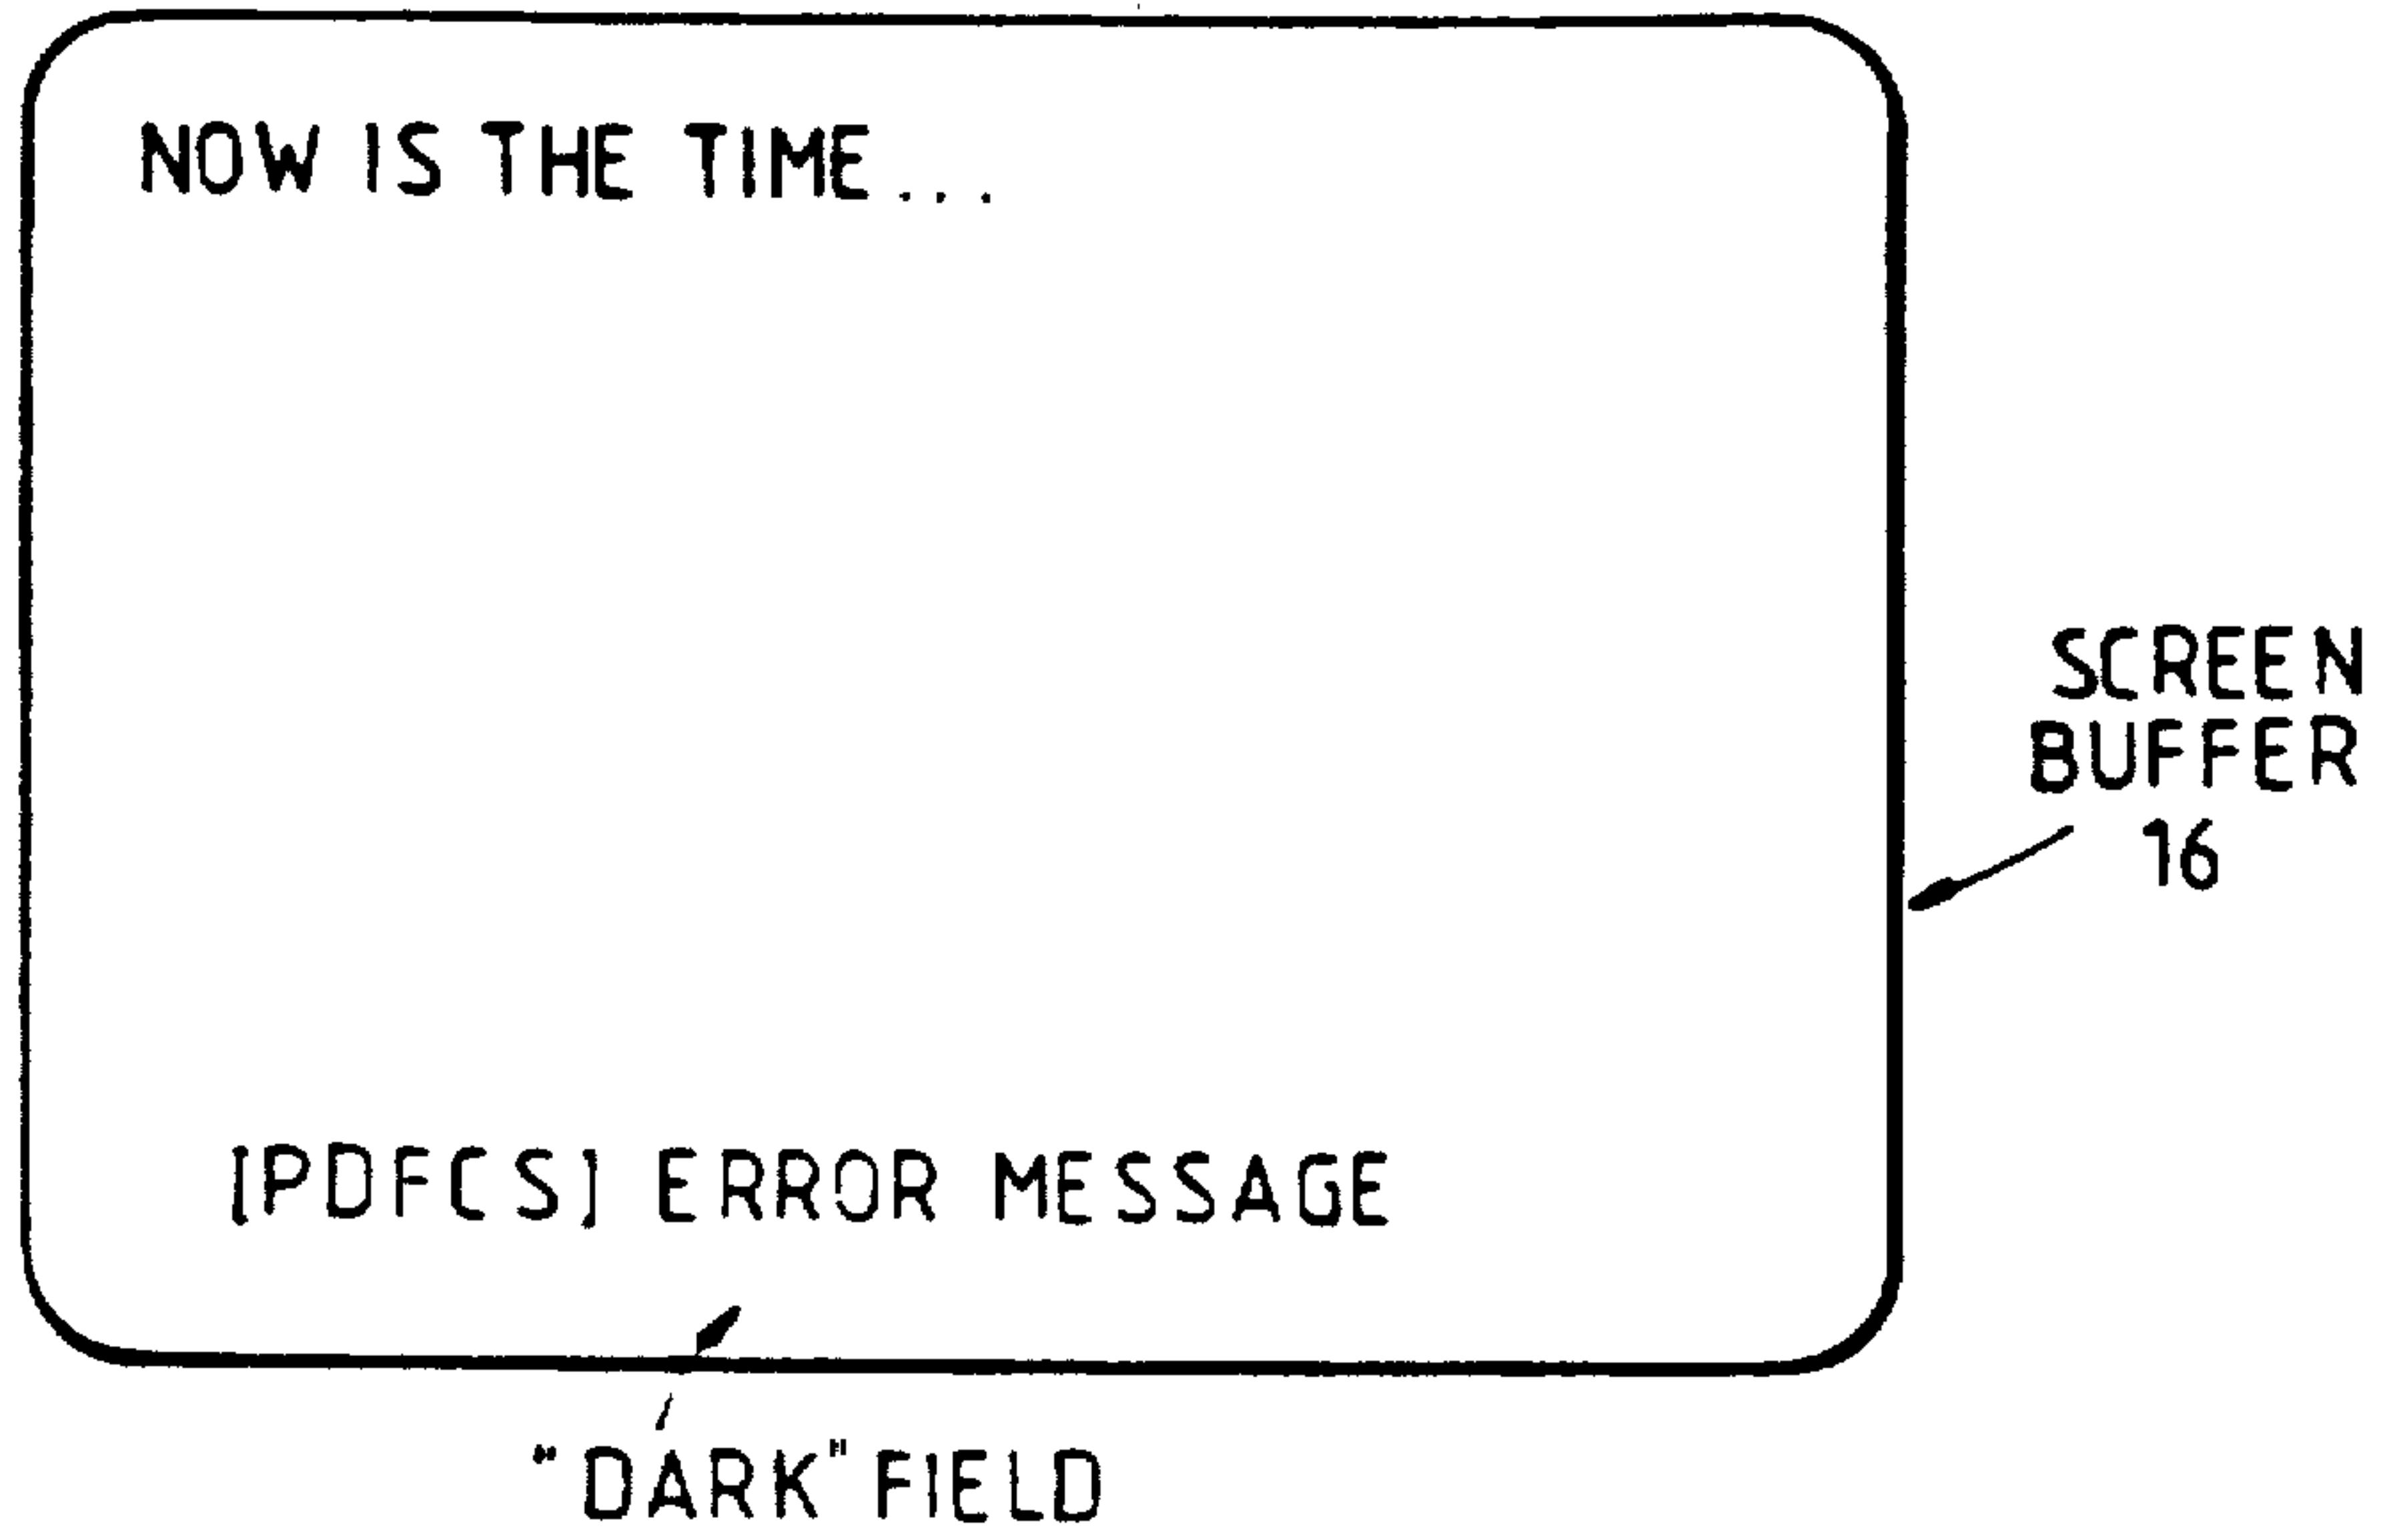 NOW IS THE TIME...
SCREEN
BUFFER
16
[PDFCS] ERROR MESSAGE
"DARK" FIELD